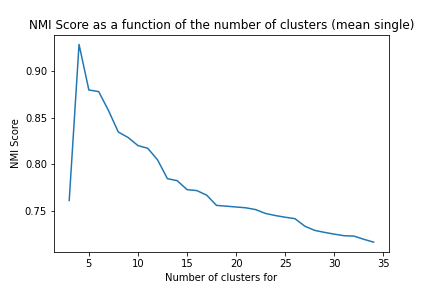 NMI Score as a function of the number of clusters (mean single)
0.90
0.85
0.80
0.75
NMI Score
5 10 15 20 25 30 35
Number of clusters for